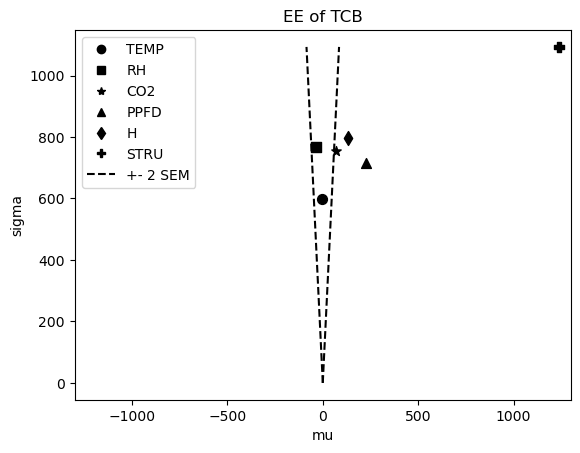 EE of TCB
TEMP
RH
CO2
PPFD
H
STRU
+- 2 SEM
1000
800
600
400
200
0
sigma
−1000
−500
0
500
1000
mu